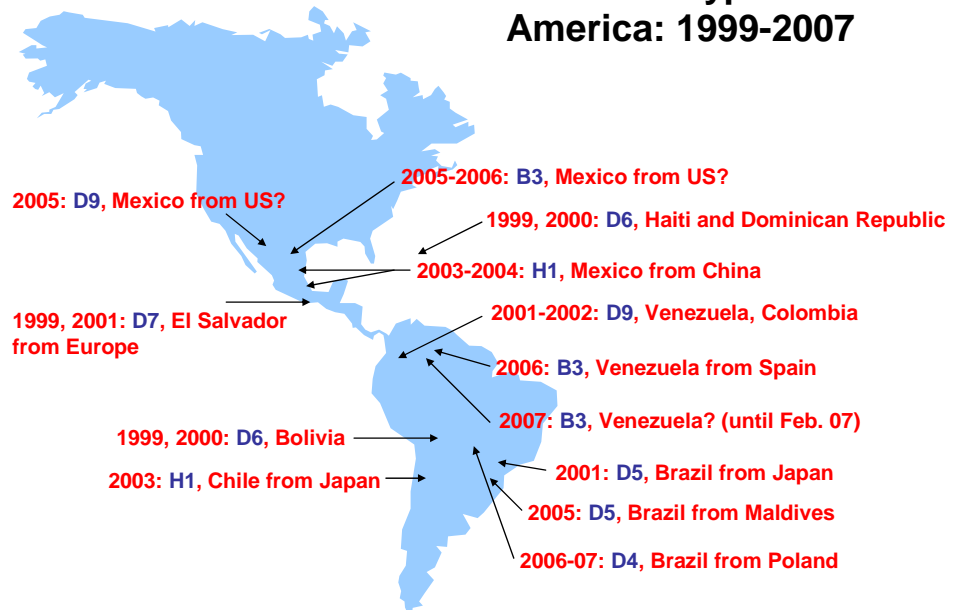 America: 1999-2007
2005-2006: B3, Mexico from US?
2005: D9, Mexico from US?
1999, 2000: D6, Haiti and Dominican Republic
2003-2004: H1, Mexico from China
2001-2002: D9, Venezuela, Colombia
1999, 2001: D7, El Salvador
from Europe
2006: B3, Venezuela from Spain
2007: B3, Venezuela? (until Feb. 07)
1999, 2000: D6, Bolivia
2001: D5, Brazil from Japan
2003: H1, Chile from Japan
2005: D5, Brazil from Maldives
2006-07: D4, Brazil from Poland